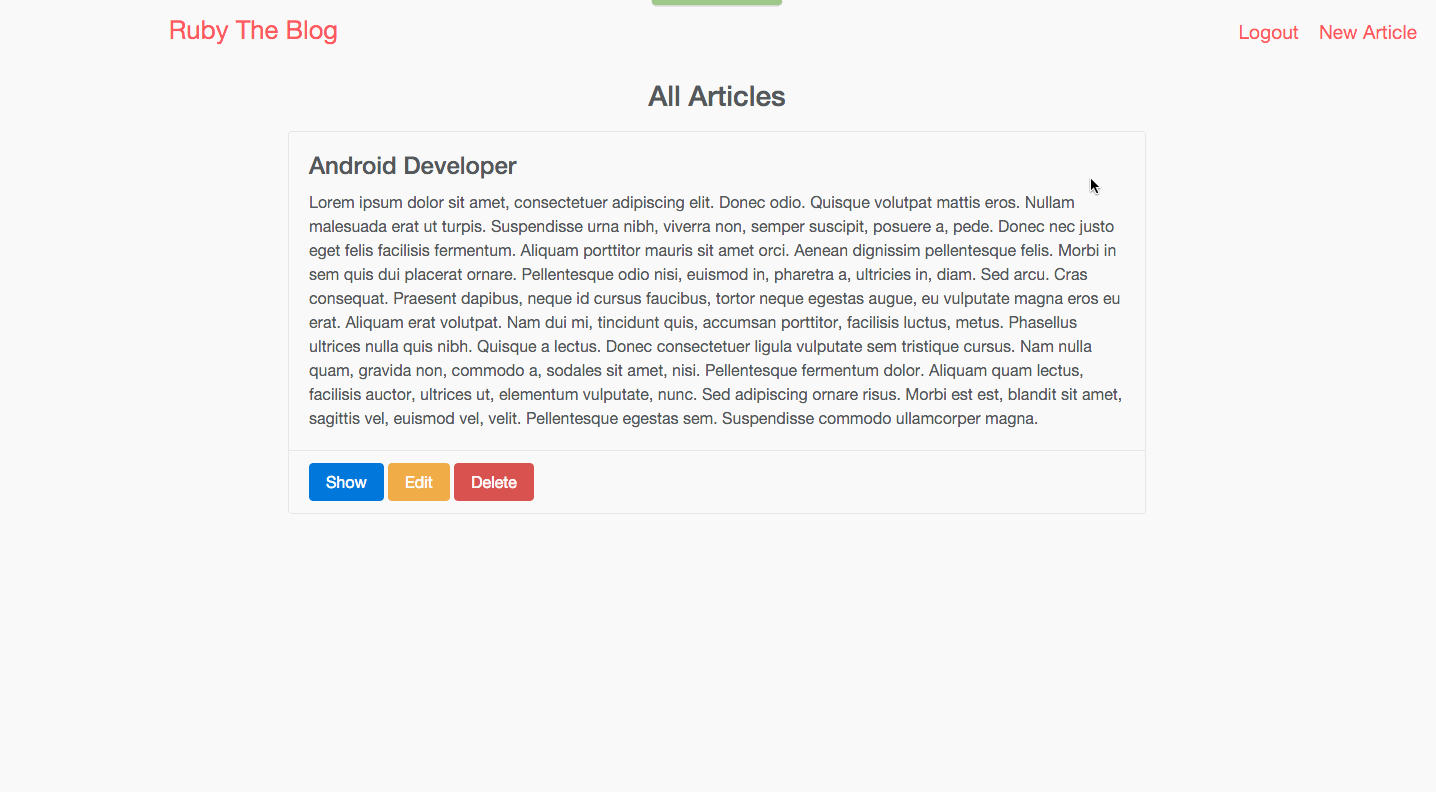 Ruby The Blog
Logout New Article
All Articles
Android Developer
Lorem ipsum dolor sit amet, consectetuer adipiscing elit. Donec odio. Quisque volutpat mattis eros. Nullam
malesuada erat ut turpis. Suspendisse urna nibh, viverra non, semper suscipit, posuere a, pede. Donec nec justo
eget felis facilisis fermentum. Aliquam porttitor mauris sit amet orci. Aenean dignissim pellentesque felis. Morbi in
sem quis dui placerat ornare. Pellentesque odio nisi, euismod in, pharetra a, ultricies in, diam. Sed arcu. Cras
consequat. Praesent dapibus, neque id cursus faucibus, tortor neque egestas augue, eu vulputate magna eros eu
erat. Aliquam erat volutpat. Nam dui mi, tincidunt quis, accumsan porttitor, facilisis luctus, metus. Phasellus
ultrices nulla quis nibh. Quisque a lectus. Donec consectetuer ligula vulputate sem tristique cursus. Nam nulla
quam, gravida non, commodo a, sodales sit amet, nisi. Pellentesque fermentum dolor. Aliquam quam lectus,
facilisis auctor, ultrices ut, elementum vulputate, nunc. Sed adipiscing ornare risus. Morbi est est, blandit sit amet,
sagittis vel, euismod vel, velit. Pellentesque egestas sem. Suspendisse commodo ullamcorper magna.
Show Edit Delete